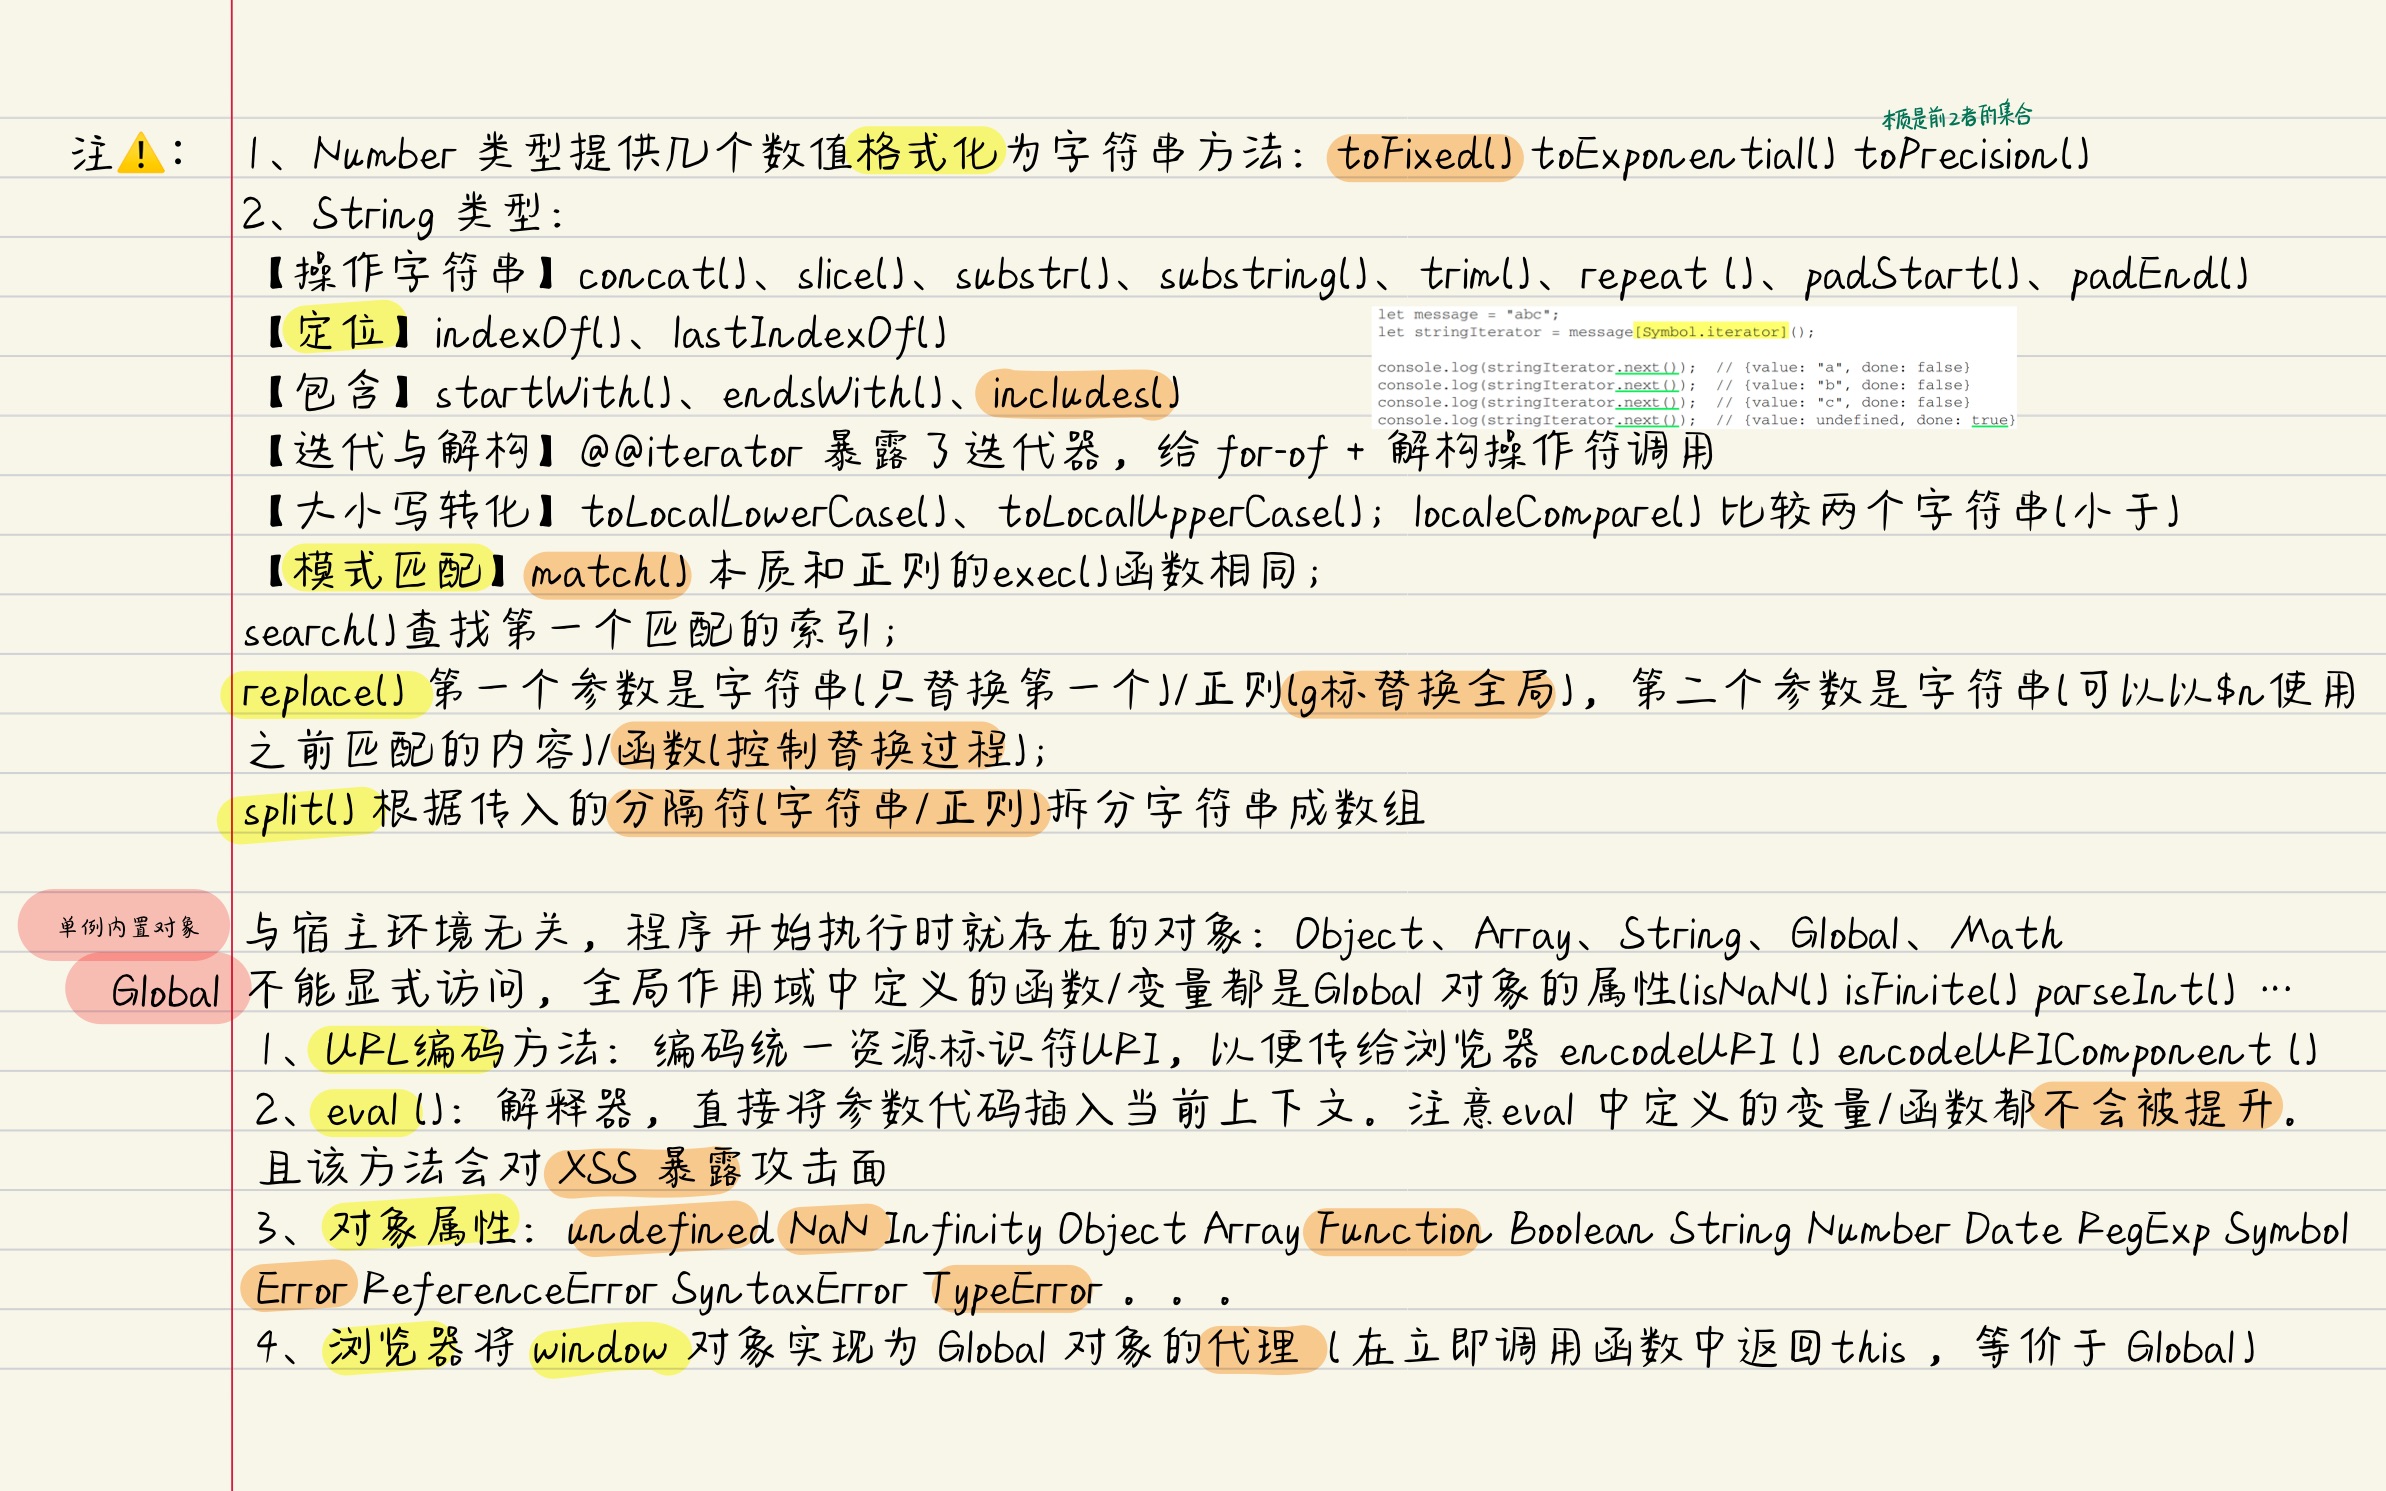 本质是前2者的集合
注⚠️： 1、Number 类型提供几个数值格式化为字符串方法：toFixed() toExponential() toPrecision()
2、String 类型：
【操作字符串】concat()、slice()、substr()、substring()、trim()、repeat ()、padStart()、padEnd()
【定位】indexOf()、lastIndexOf()
let message = "abc";
let stringIterator = message[Symbol.iterator]();
console.log(stringIterator.next());  // {value: "a", done: false}
console.log(stringIterator.next());  // {value: "b", done: false}
console.log(stringIterator.next());  // {value: "c", done: false}
console.log(stringIterator.next());  // {value: undefined, done: true}
【包含】startWith()、endsWith()、includes()
【迭代与解构】@@iterator 暴露了迭代器，给 for-of + 解构操作符调用
【大小写转化】toLocalLowerCase()、toLocalUpperCase()；localeCompare() 比较两个字符串(小于)
【模式匹配】match() 本质和正则的exec()函数相同；
search()查找第一个匹配的索引；
replace() 第一个参数是字符串(只替换第一个)/正则(g标替换全局)，第二个参数是字符串(可以以$n使用
之前匹配的内容)/函数(控制替换过程)；
split() 根据传入的分隔符(字符串/正则)拆分字符串成数组
单例内置对象 与宿主环境无关，程序开始执行时就存在的对象：Object、Array、String、Global、Math
Global 不能显式访问，全局作用域中定义的函数/变量都是Global 对象的属性(isNaN() isFinite() parseInt() …
1、URL编码方法：编码统一资源标识符URI，以便传给浏览器 encodeURI () encodeURIComponent ()
2、eval ()：解释器，直接将参数代码插入当前上下文。注意eval 中定义的变量/函数都不会被提升。
且该方法会对 XSS 暴露攻击面
3、对象属性：undefined NaN Infinity Object Array Function Boolean String Number Date RegExp Symbol
Error ReferenceError SyntaxError TypeError . . .
4、浏览器将 window 对象实现为 Global 对象的代理 (在立即调用函数中返回this ，等价于 Global)